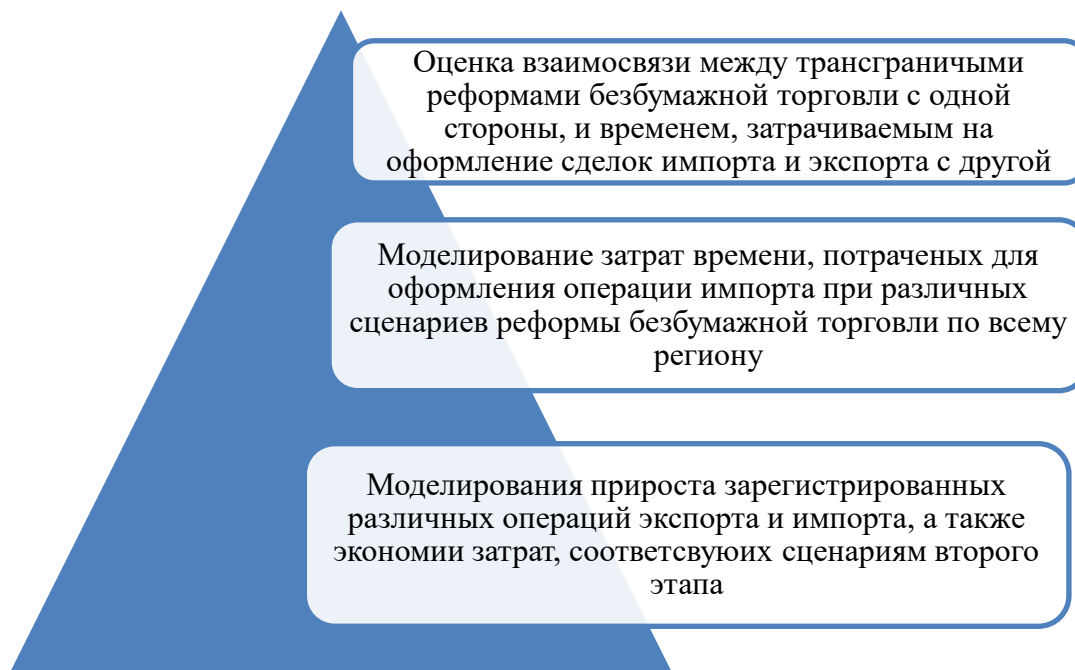 Оценка взаимосвязи между трансграничыми
реформами безбумажной торговли с одной
стороны, и временем, затрачиваемым на
оформление сделок импорта и экспорта с другой
Моделирование затрат времени, потраченых для
оформления операции импорта при различных
сценариев реформы безбумажной торговли по всему
региону
Моделирования прироста зарегистрированных
различных операций экспорта и импорта, а также
экономии затрат, соответсвуюих сценариям второго
этапа